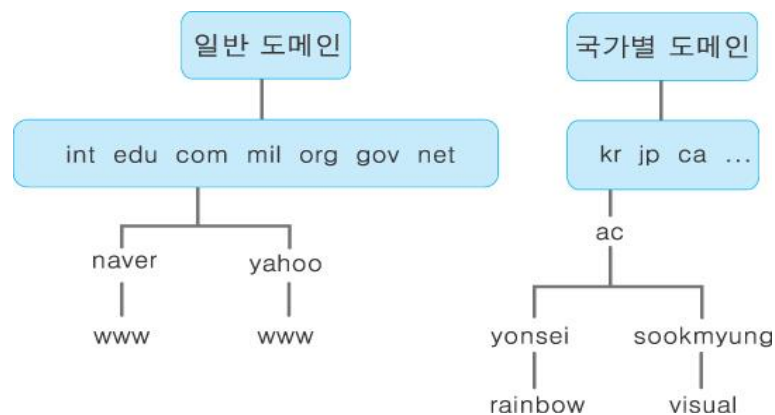 일반 도메인
int edu com mil org gov net
naver yahoo
www www
국가별 도메인
kr jp ca ...
ac
yonsei sookmyung
rainbow visual